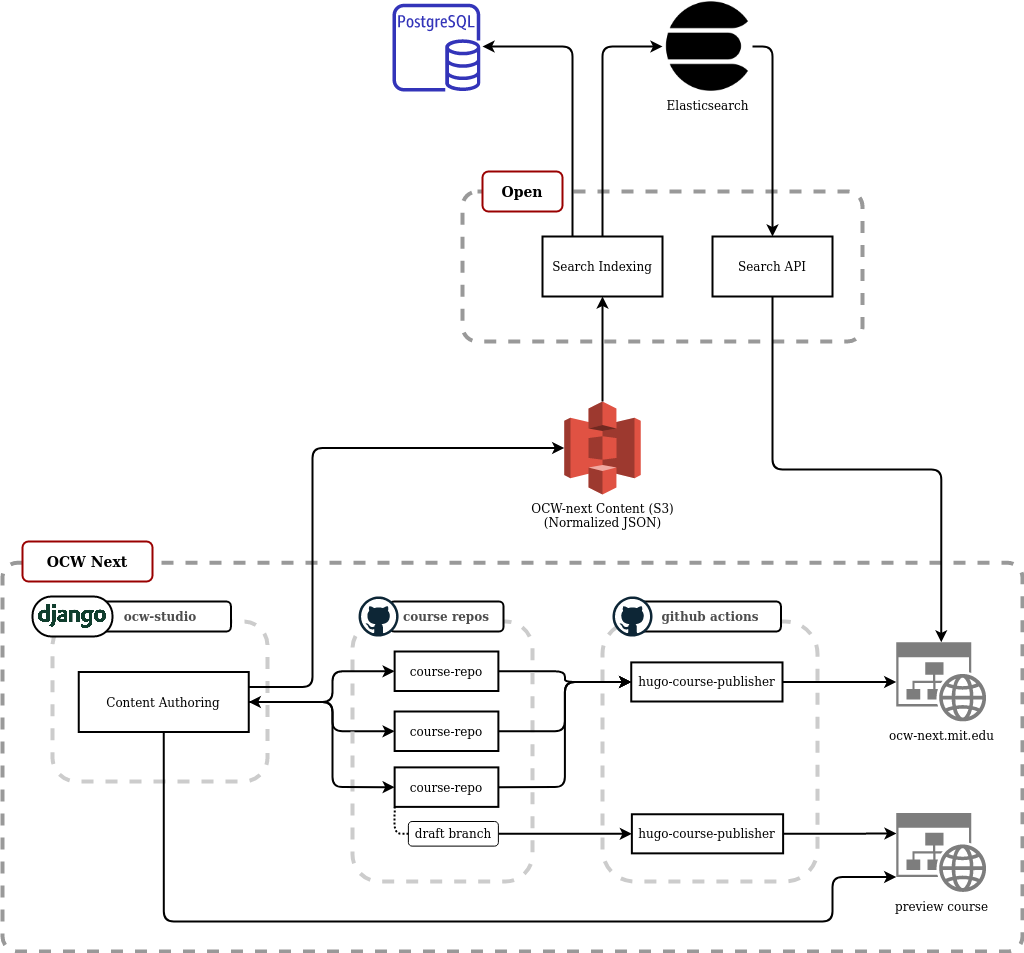 PostgreSQL
Elasticsearch
Open
Search Indexing
Search API
OCW-next Content (S3)
(Normalized JSON)
OCW Next
django
ocw-studio
course repos
github actions
Content Authoring
course-repo
course-repo
course-repo
draft branch
hugo-course-publisher
hugo-course-publisher
ocw-next.mit.edu
preview course